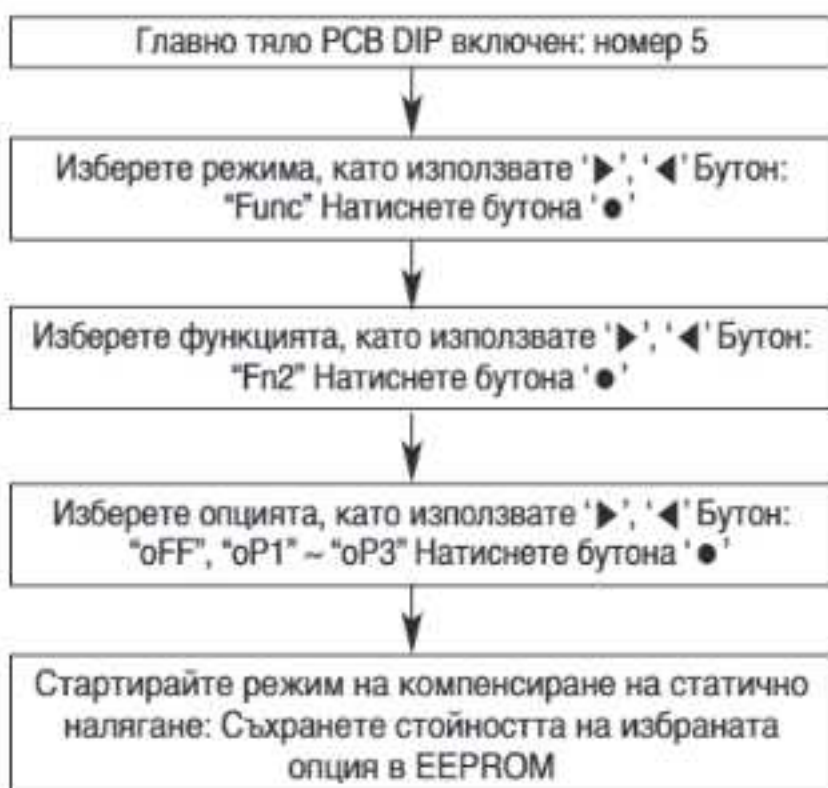 Главно тяло PCB DIP включен: номер 5
Изберете режима, като използвате ‘▶’, ‘◀’ Бутон:
“Func” Натиснете бутона ‘●’
Изберете функцията, като използвате ‘▶’, ‘◀’ Бутон:
“Fn2” Натиснете бутона ‘●’
Изберете опцията, като използвате ‘▶’, ‘◀’ Бутон:
“oFF”, “oP1” ~ “oP3” Натиснете бутона ‘●’
Стартирайте режим на компенсиране на статично
налягане: Съхранете стойността на избраната
опция в EEPROM